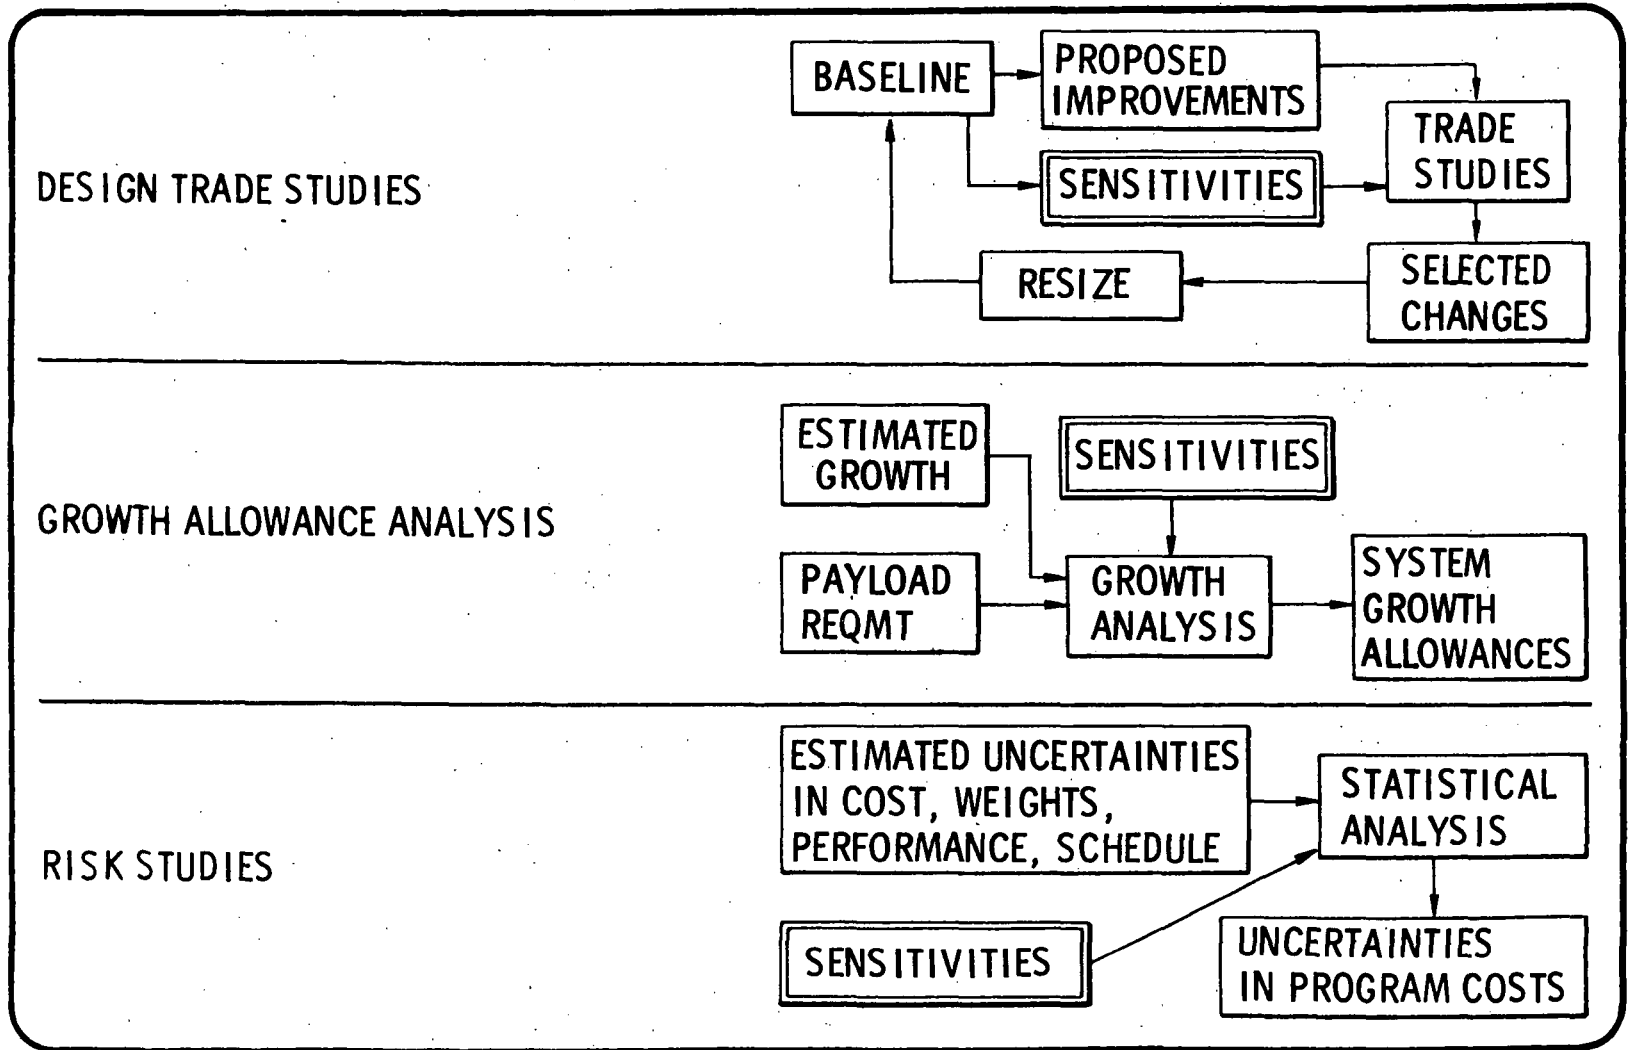 DESIGN TRADE STUDIES
BASELINE
PROPOSED
IMPROVEMENTS
SENSITIVITIES
TRADE
STUDIES
RESIZE
SELECTED
CHANGES
GROWTH ALLOWANCE ANALYSIS
ESTIMATED
GROWTH
SENSITIVITIES
PAYLOAD
REQMT
GROWTH
ANALYSIS
SYSTEM
GROWTH
ALLOWANCES
RISK STUDIES
ESTIMATED UNCERTAINTIES
IN COST, WEIGHTS,
PERFORMANCE, SCHEDULE
STATISTICAL
ANALYSIS
SENSITIVITIES
UNCERTAINTIES
IN PROGRAM COSTS